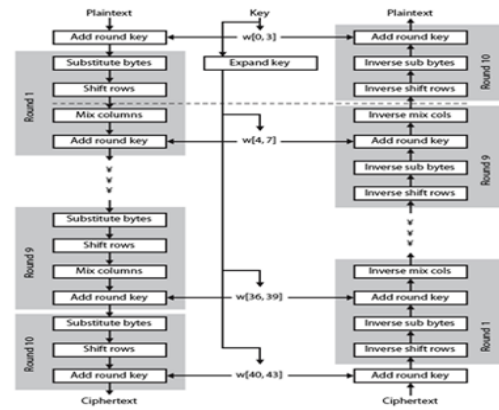 Plaintext
Add round key
Round 1
Substitute bytes
Shift rows
Mix columns
Add round key
Round 9
Substitute bytes
Shift rows
Mix columns
Add round key
Round 10
Substitute bytes
Shift rows
Add round key
Ciphertext
Key
w[0, 3]
Expand key
w[4, 7]
w[36, 39]
w[40, 43]
Plaintext
Add round key
Inverse sub bytes
Inverse shift rows
Round 10
Inverse mix cols
Add round key
Inverse sub bytes
Inverse shift rows
Round 9
Inverse mix cols
Add round key
Inverse sub bytes
Inverse shift rows
Round 1
Add round key
Ciphertext